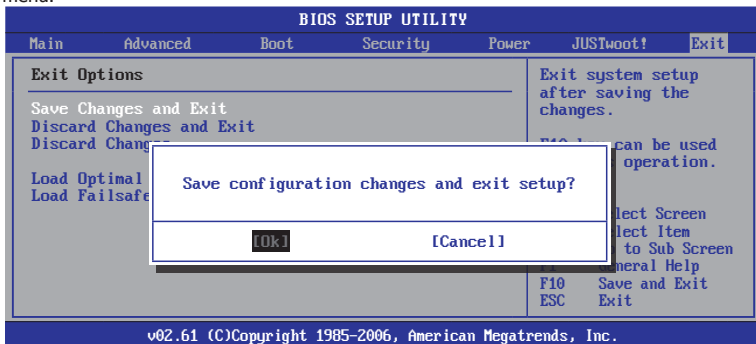 menu.
BIOS SETUP UTILITY
Main Advanced Boot Security Power JUSTwoot! Exit
Exit Options
Save Changes and Exit
Discard Changes and Exit
Discard Chang
Load Optimal
Load Failsafe
Save configuration changes and exit setup?
[Ok] [Cancel]
Exit system setup
after saving the
changes.
can be used
operation.
lect Screen
lect Item
to Sub Screen
General Help
F10 Save and Exit
ESC Exit
v02.61 (C)Copyright 1985-2006, American Megatrends, Inc.